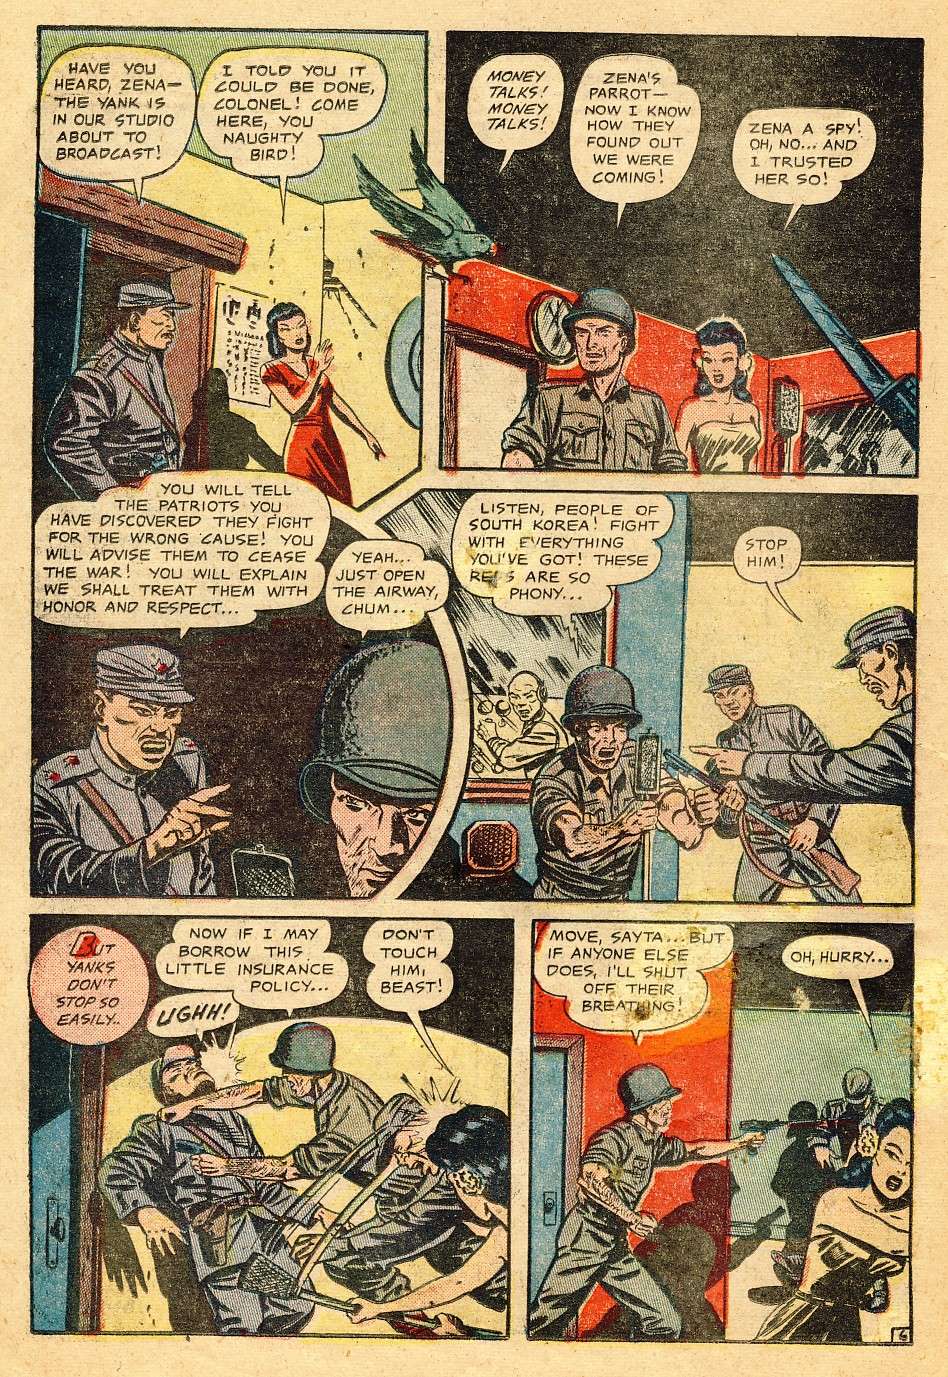 HAVE YOU
HEARD, ZENA—
THE YANK IS
IN OUR STUDIO
ABOUT TO
BROADCAST!
I TOLD YOU IT
COULD BE DONE,
COLONEL! COME
HERE, YOU
NAUGHTY
BIRD!
MONEY
TALKS!
MONEY
TALKS!
ZENA'S
PARROT—
NOW I KNOW
HOW THEY
FOUND OUT
WE WERE
COMING!
ZENA A SPY!
OH, NO... AND
I TRUSTED
HER SO!
YOU WILL TELL
THE PATRIOTS YOU
HAVE DISCOVERED THEY FIGHT
FOR THE WRONG CAUSE! YOU
WILL ADVISE THEM TO CEASE
THE WAR! YOU WILL EXPLAIN
WE SHALL TREAT THEM WITH
HONOR AND RESPECT...
YEAH...
JUST OPEN
THE AIRWAY,
CHUM...
LISTEN, PEOPLE OF
SOUTH KOREA! FIGHT
WITH EVERYTHING
YOU'VE GOT! THESE
REDS ARE SO
PHONY...
STOP
HIM!
BUT
YANKS
DON'T
STOP SO
EASILY..
UGHH!
NOW IF I MAY
BORROW THIS
LITTLE INSURANCE
POLICY...
DON'T
TOUCH
HIM,
BEAST!
MOVE, SAYTA... BUT
IF ANYONE ELSE
DOES, I'LL SHUT
OFF THEIR
BREATHING!
OH, HURRY...
6